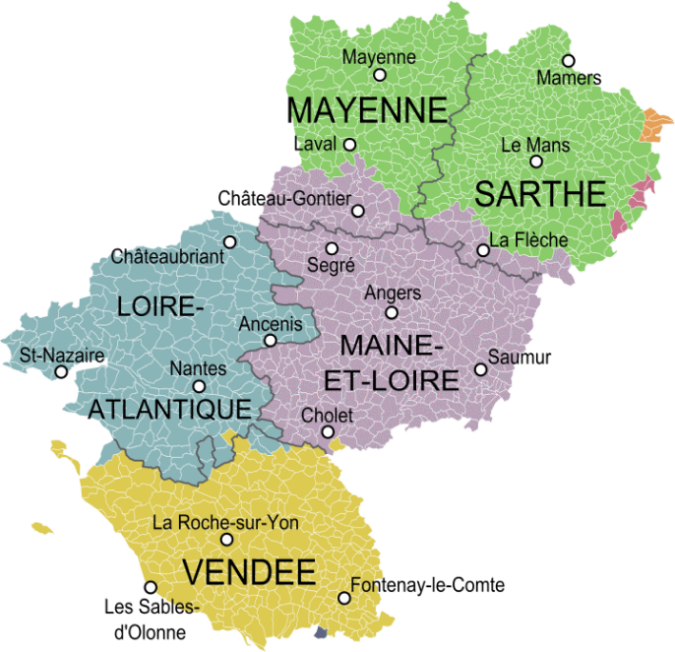 Mayenne
Mamers
MAYENNE
Laval
Le Mans
SARTHE
Château-Gontier
La Flèche
Châteaubriant
Segré
LOIRE-
Angers
Ancenis
MAINE-
St-Nazaire
Saumur
Nantes
ET-LOIRE
ATLANTIQUE
Cholet
La Roche-sur-Yon
VENDEE
Fontenay-le-Comte
Les Sables-
d'Olonne